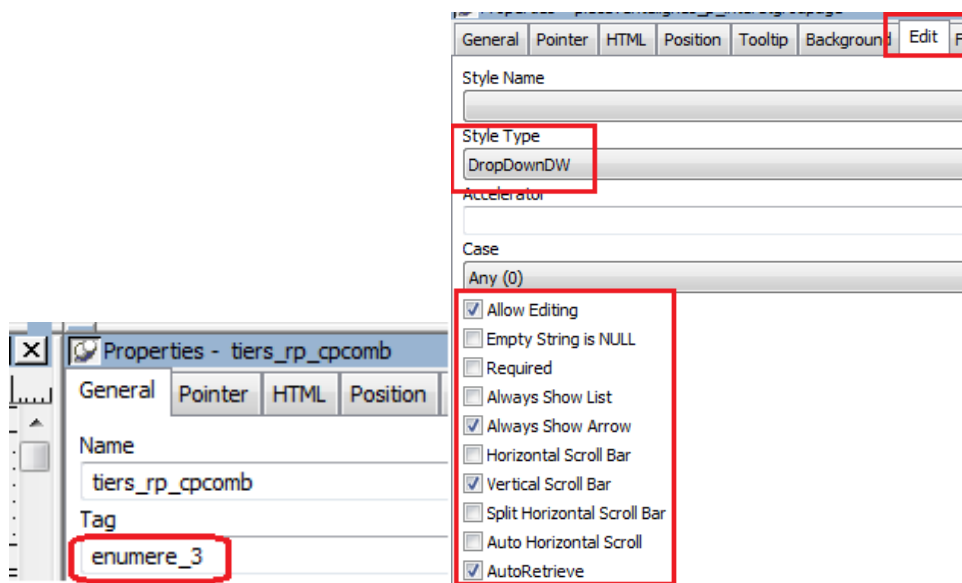 General Pointer HTML Position Tooltip Background Edit F
Style Name
Style Type
DropDownDW
Accelerator
Case
Any (0)
Allow Editing
Empty String is NULL
Required
Always Show List
Always Show Arrow
Horizontal Scroll Bar
Vertical Scroll Bar
Split Horizontal Scroll Bar
Auto Horizontal Scroll
AutoRetrieve
Properties - tiers_rp_cpcomb
General Pointer HTML Position
Name
tiers_rp_cpcomb
Tag
enumere_3